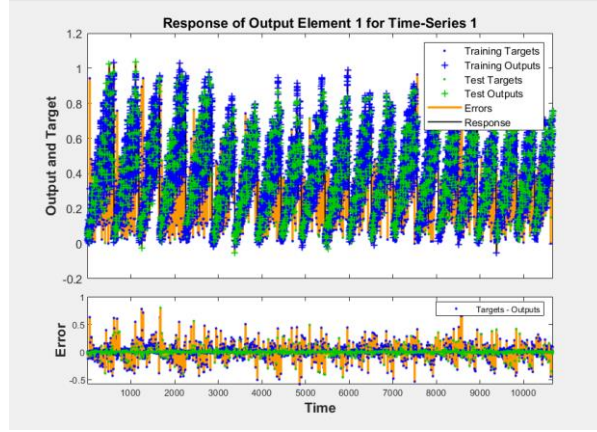 Response of Output Element 1 for Time-Series 1
Output and Target
1.2
1
0.8
0.6
0.4
0.2
0
-0.2
Training Targets
Training Outputs
Test Targets
Test Outputs
Errors
Response
Error
1
0.5
0
-0.5
Targets - Outputs
1000 2000 3000 4000 5000 6000 7000 8000 9000 10000
Time